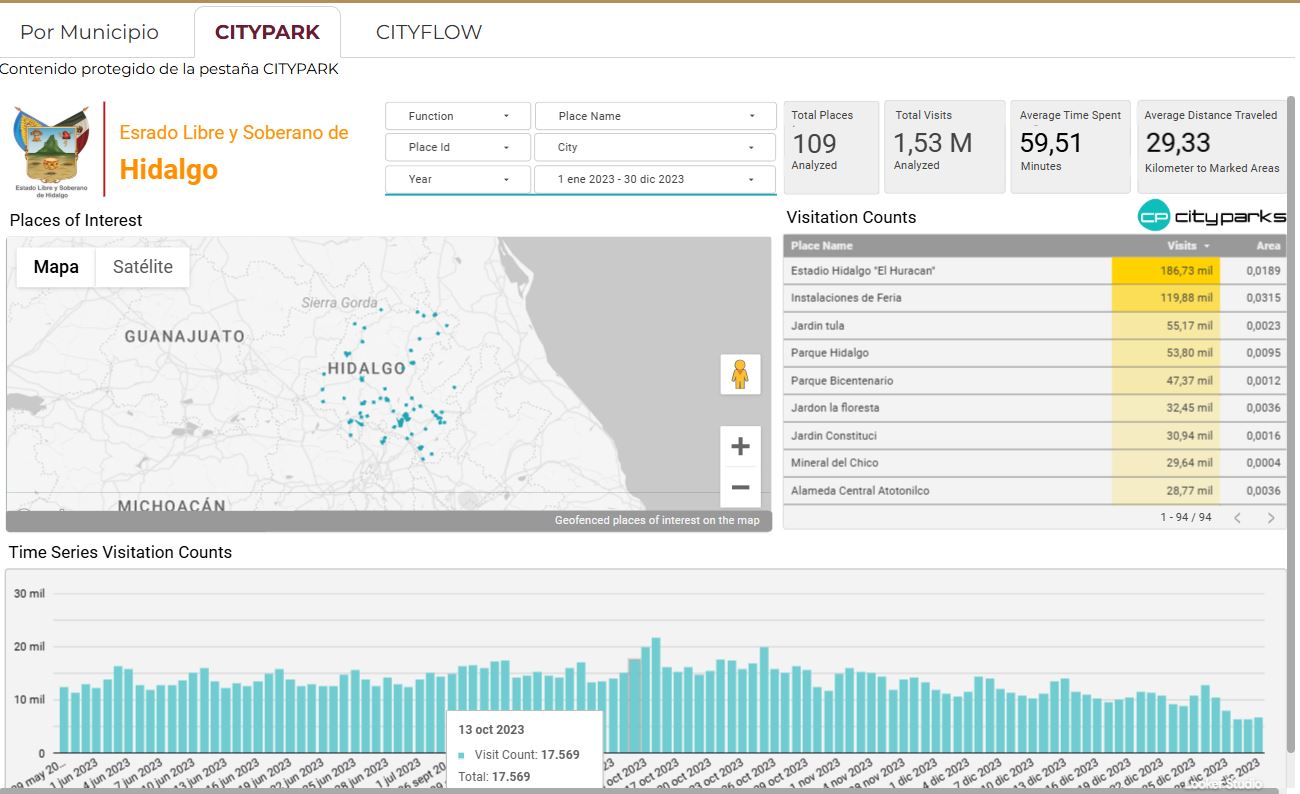 Por Municipio
CITYPARK
CITYFLOW
Contenido protegido de la pestaña CITYPARK
Estado Libre y Soberano
de Hidalgo
Esrado Libre y Soberano de
Hidalgo
Function
Place Name
Place Id
City
Year
1 ene 2023 - 30 dic 2023
Total Places
109
Analyzed
Total Visits
1,53 M
Analyzed
Average Time Spent
59,51
Minutes
Average Distance Traveled
29,33
Kilometer to Marked Areas
Places of Interest
Mapa
Satélite
Sierra Gorda
GUANAJUATO
HIDALGO
MICHOACÁN
Geofenced places of interest on the map
Visitation Counts
CP cityparks
Place Name Visits Area
Estadio Hidalgo "El Huracan" 186,73 mil 0,0189
Instalaciones de Feria 119,88 mil 0,0315
Jardin tula 55,17 mil 0,0023
Parque Hidalgo 53,80 mil 0,0095
Parque Bicentenario 47,37 mil 0,0012
Jardon la floresta 32,45 mil 0,0036
Jardin Constituci 30,94 mil 0,0016
Mineral del Chico 29,64 mil 0,0004
Alameda Central Atotonilco 28,77 mil 0,0036
1 - 94 / 94
Time Series Visitation Counts
30 mil
20 mil
10 mil
0
13 oct 2023
Visit Count: 17.569
Total: 17.569
may 20...
1 jun 2023
4 jun 2023
7 jun 2023
10 jun 2023
13 jun 2023
16 jun 2023
19 jun 2023
22 jun 2023
25 jun 2023
28 jun 2023
1 jul 2023
26 sept 20
oct 2023
17 oct 2023
20 oct 2023
23 oct 2023
26 oct 2023
29 oct 2023
1 nov 2023
4 nov 2023
nov 2023
1 dic 2023
4 dic 2023
7 dic 2023
10 dic 2023
13 dic 2023
16 dic 2023
19 dic 2023
22 dic 2023
25 dic 2023
28 dic 2023
2023
Looker Studio